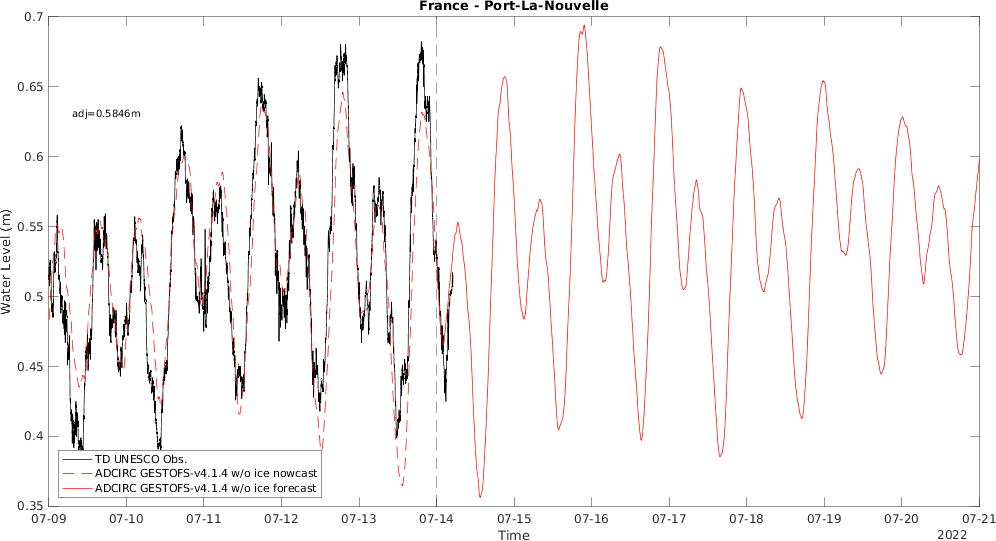 France - Port-La-Nouvelle
0.7
0.65
0.6
0.55
0.5
0.45
0.4
0.35
Water Level (m)
adj=0.5846m
TD UNESCO Obs.
ADCIRC GESTOFS-v4.1.4 w/o ice nowcast
ADCIRC GESTOFS-v4.1.4 w/o ice forecast
07-09 07-10 07-11 07-12 07-13 07-14 07-15 07-16 07-17 07-18 07-19 07-20 07-21
Time
2022